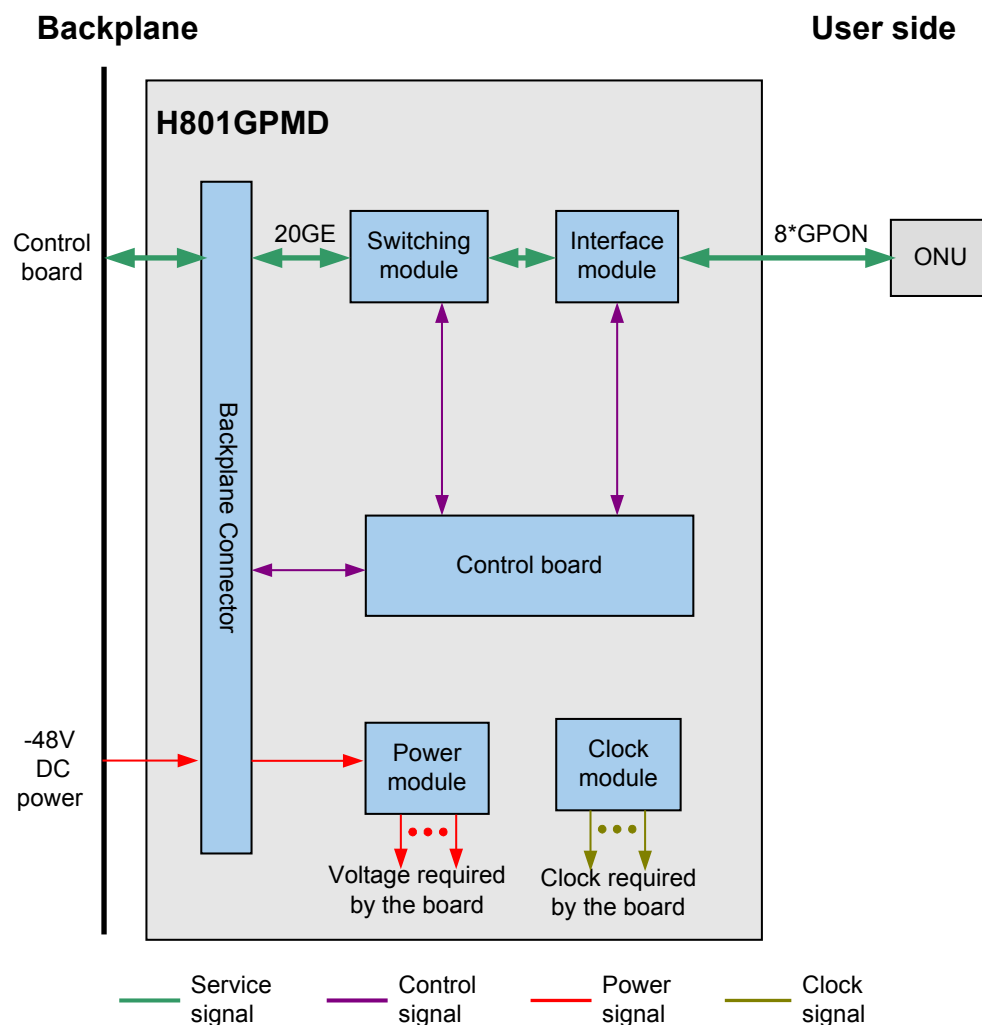 Backplane
User side
H801GPMD
Control
board
20GE
Switching
module
Interface
module
8*GPON
ONU
Backplane Connector
Control board
-48V
DC
power
Power
module
Clock
module
Voltage required
by the board
Clock required
by the board
Service
signal
Control
signal
Power
signal
Clock
signal